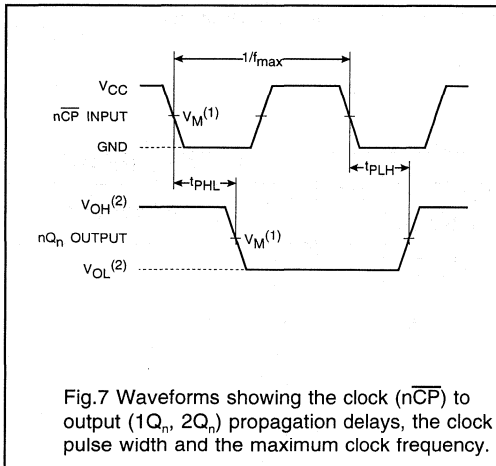 1/fmax
VCC
nC̅P̅ INPUT
VM(1)
GND
tPHL
tPLH
VOH(2)
nQn OUTPUT
VM(1)
VOL(2)
Fig.7 Waveforms showing the clock (nC̅P̅) to
output (1Qn, 2Qn) propagation delays, the clock
pulse width and the maximum clock frequency.